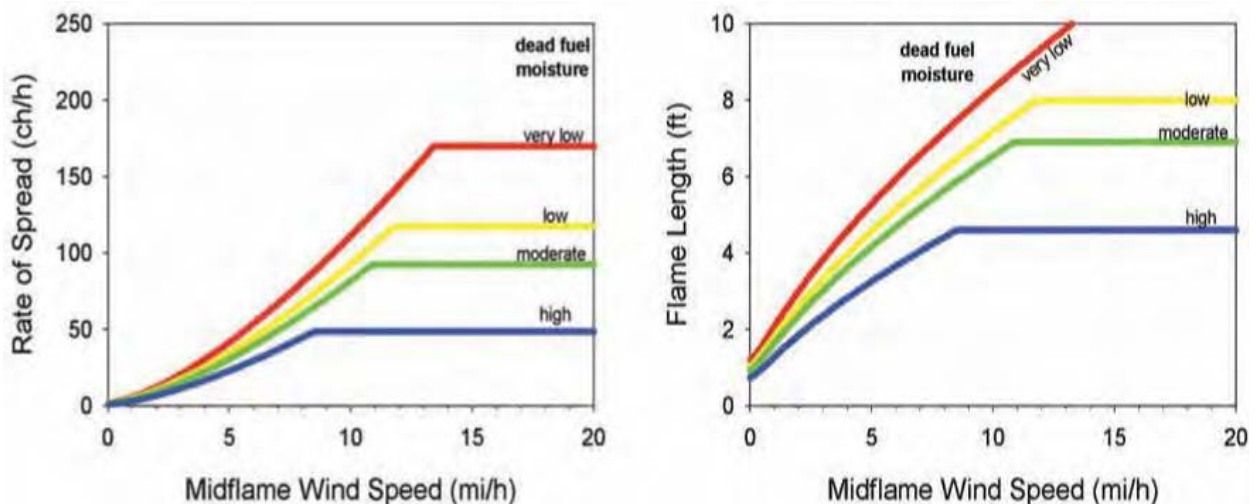 250
200
150
100
50
0
Rate of Spread (ch/h)
dead fuel
moisture
very low
low
moderate
high
0 5 10 15 20
Midflame Wind Speed (mi/h)
10
8
6
4
2
0
Flame Length (ft)
dead fuel
moisture
very low
low
moderate
high
0 5 10 15 20
Midflame Wind Speed (mi/h)